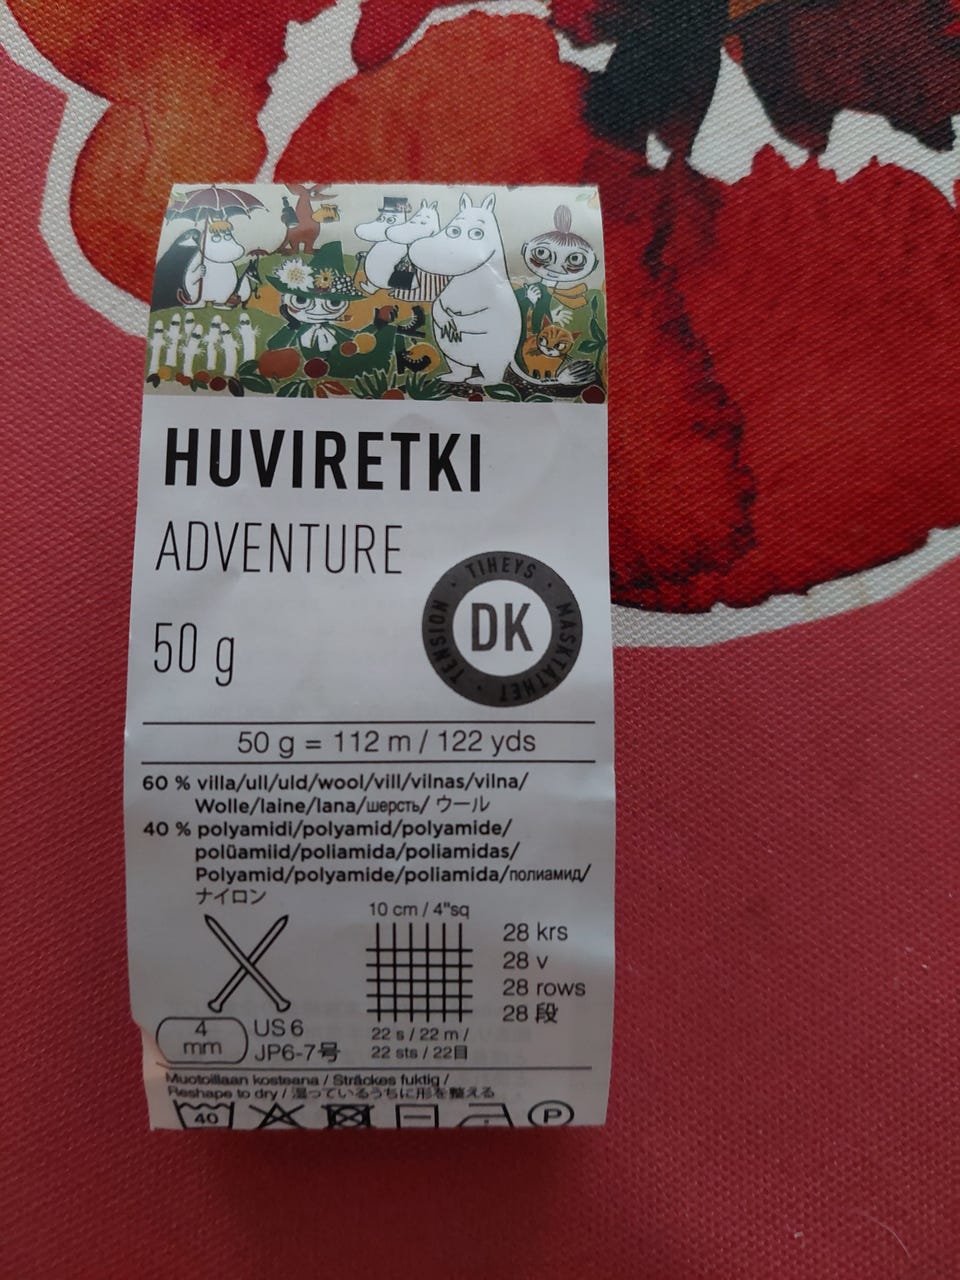 HUVIRETKI
ADVENTURE
50 g
TIHEYS · MASKTÄTHET · TENSION ·
DK
50 g = 112 m / 122 yds
60 % villa/ull/uld/wool/vill/vilnas/vilna/
Wolle/laine/lana/шерсть/ ウール
40 % polyamidi/polyamid/polyamide/
polüamiid/poliamida/poliamidas/
Polyamid/polyamide/poliamida/полиамид/
ナイロン
10 cm / 4"sq
28 krs
28 v
28 rows
28 段
4
mm
US 6
JP6-7号
22 s / 22 m /
22 sts / 22目
Muotoillaan kosteana / Sträckes fuktig /
Reshape to dry / 湿っているうちに形を整える
40
P